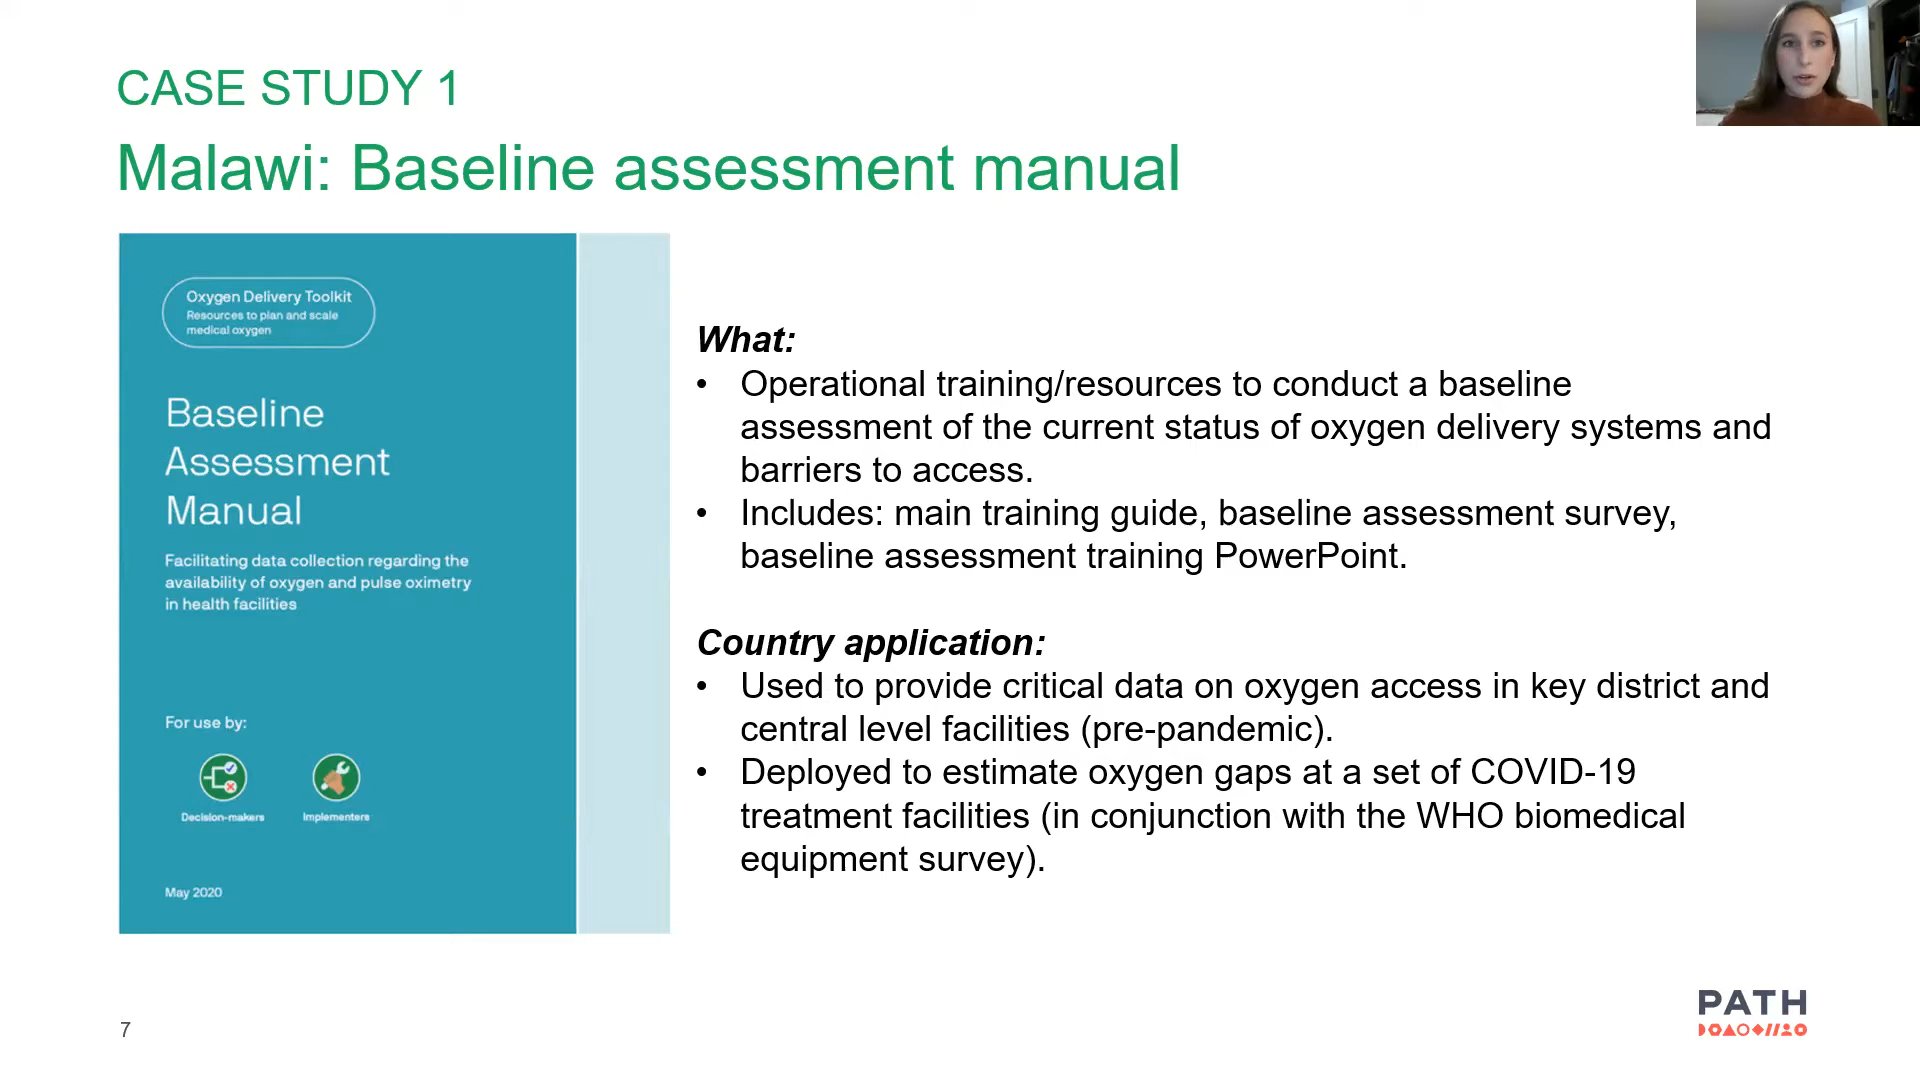 CASE STUDY 1
Malawi: Baseline assessment manual
Oxygen Delivery Toolkit
Resources to plan and scale
medical oxygen
Baseline
Assessment
Manual
Facilitating data collection regarding the
availability of oxygen and pulse oximetry
in health facilities
For use by:
Decision-makers
Implementers
May 2020
What:
• Operational training/resources to conduct a baseline
assessment of the current status of oxygen delivery systems and
barriers to access.
• Includes: main training guide, baseline assessment survey,
baseline assessment training PowerPoint.
Country application:
• Used to provide critical data on oxygen access in key district and
central level facilities (pre-pandemic).
• Deployed to estimate oxygen gaps at a set of COVID-19
treatment facilities (in conjunction with the WHO biomedical
equipment survey).
7
PATH